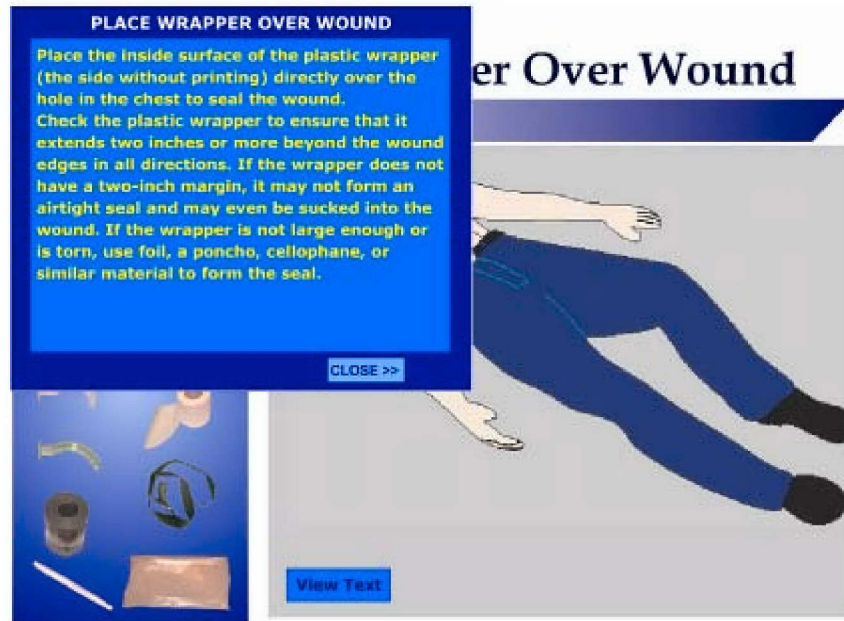 PLACE WRAPPER OVER WOUND
er Over Wound
Place the inside surface of the plastic wrapper
(the side without printing) directly over the
hole in the chest to seal the wound.
Check the plastic wrapper to ensure that it
extends two inches or more beyond the wound
edges in all directions. If the wrapper does not
have a two-inch margin, it may not form an
airtight seal and may even be sucked into the
wound. If the wrapper is not large enough or
is torn, use foil, a poncho, cellophane, or
similar material to form the seal.
CLOSE >>
View Text